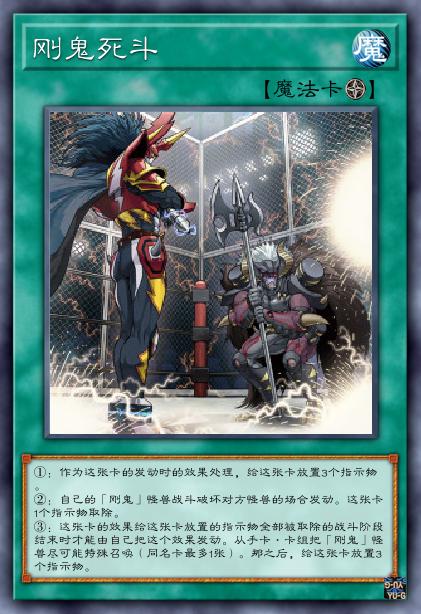 刚鬼死斗
魔
【魔法卡】
①：作为这张卡的发动时的效果处理，给这张卡放置3个指示物
。
②：自己的「刚鬼」怪兽战斗破坏对方怪兽的场合发动。这张卡
1个指示物取除。
③：这张卡的效果给这张卡放置的指示物全部被取除的战斗阶段
结束时才能由自己把这个效果发动。从手卡・卡组把「刚鬼」怪
兽尽可能特殊召唤（同名卡最多1张）。那之后，给这张卡放置3
个指示物。